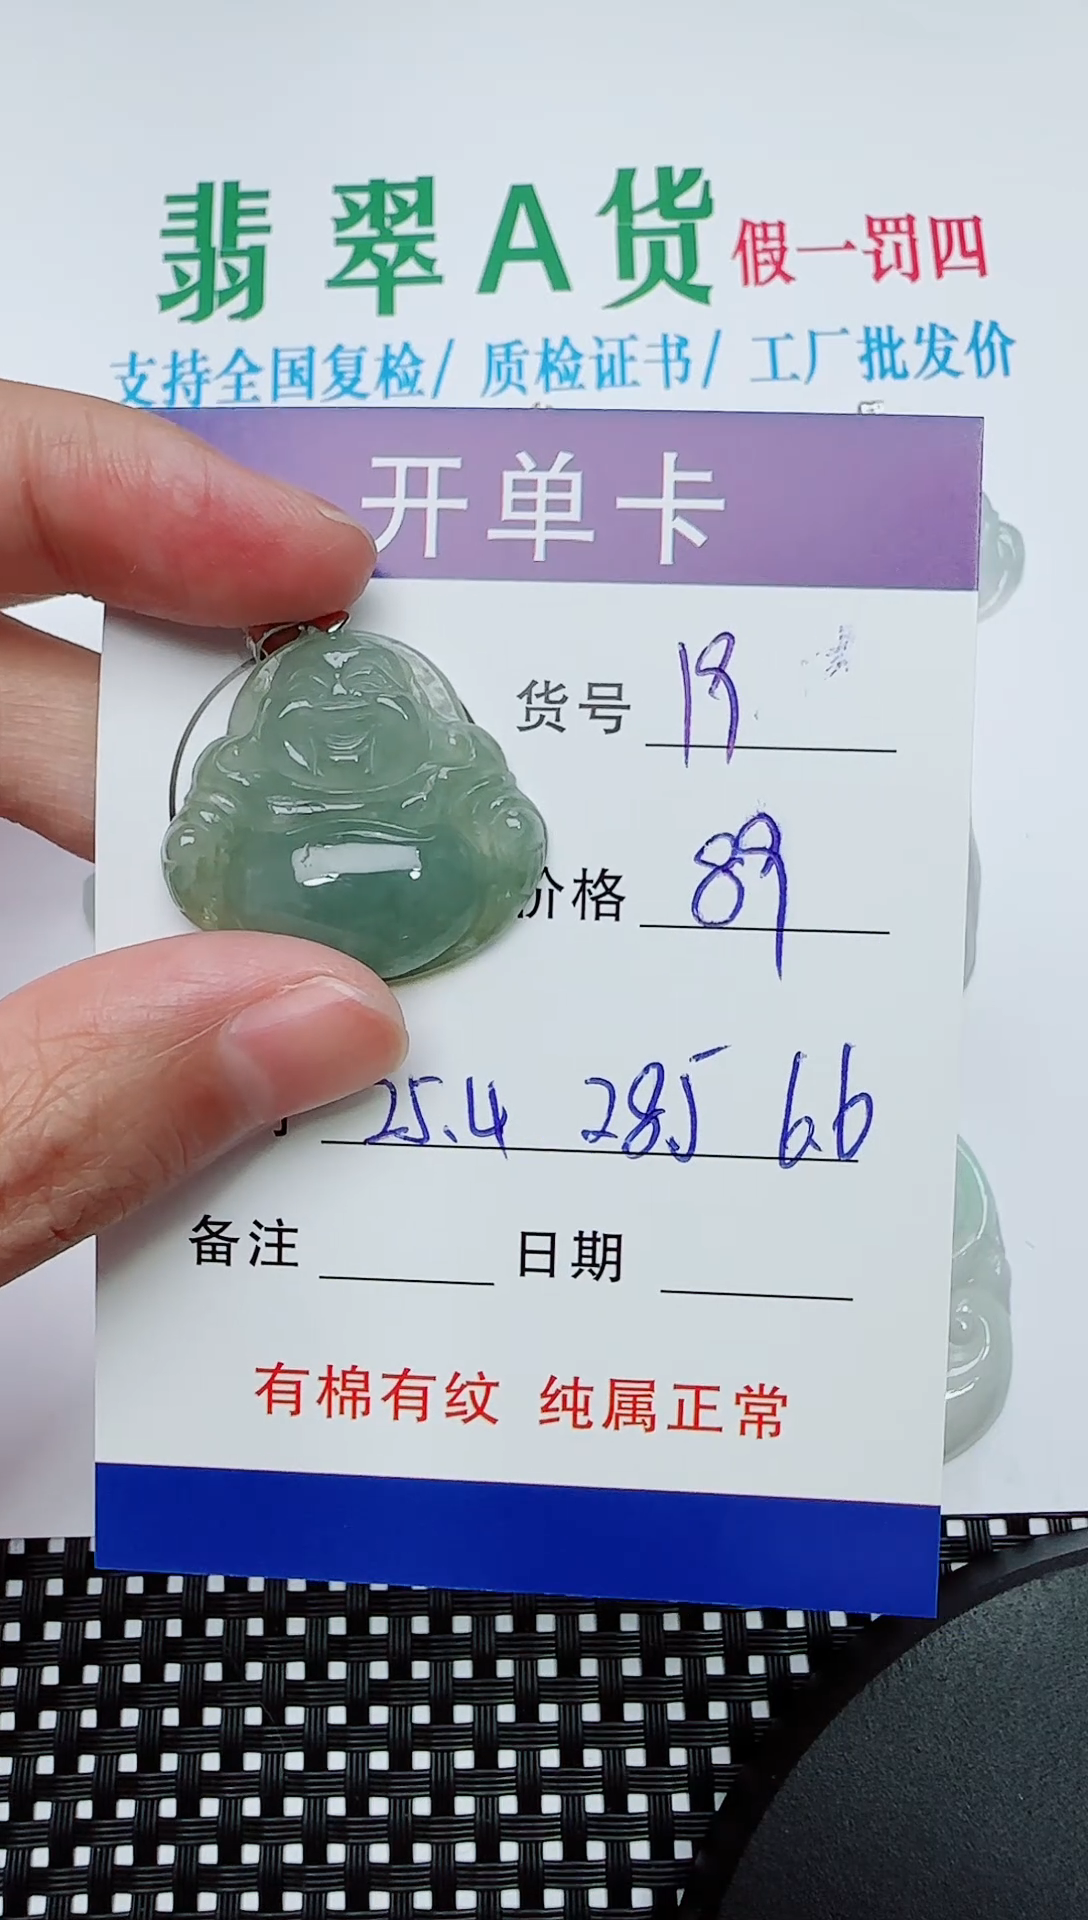 翡翠A货 假一罚四
支持全国复检/ 质检证书/ 工厂批发价
开单卡
货号 19
价格 89
寸 25.4 28.5 6.6
备注 日期
有棉有纹 纯属正常